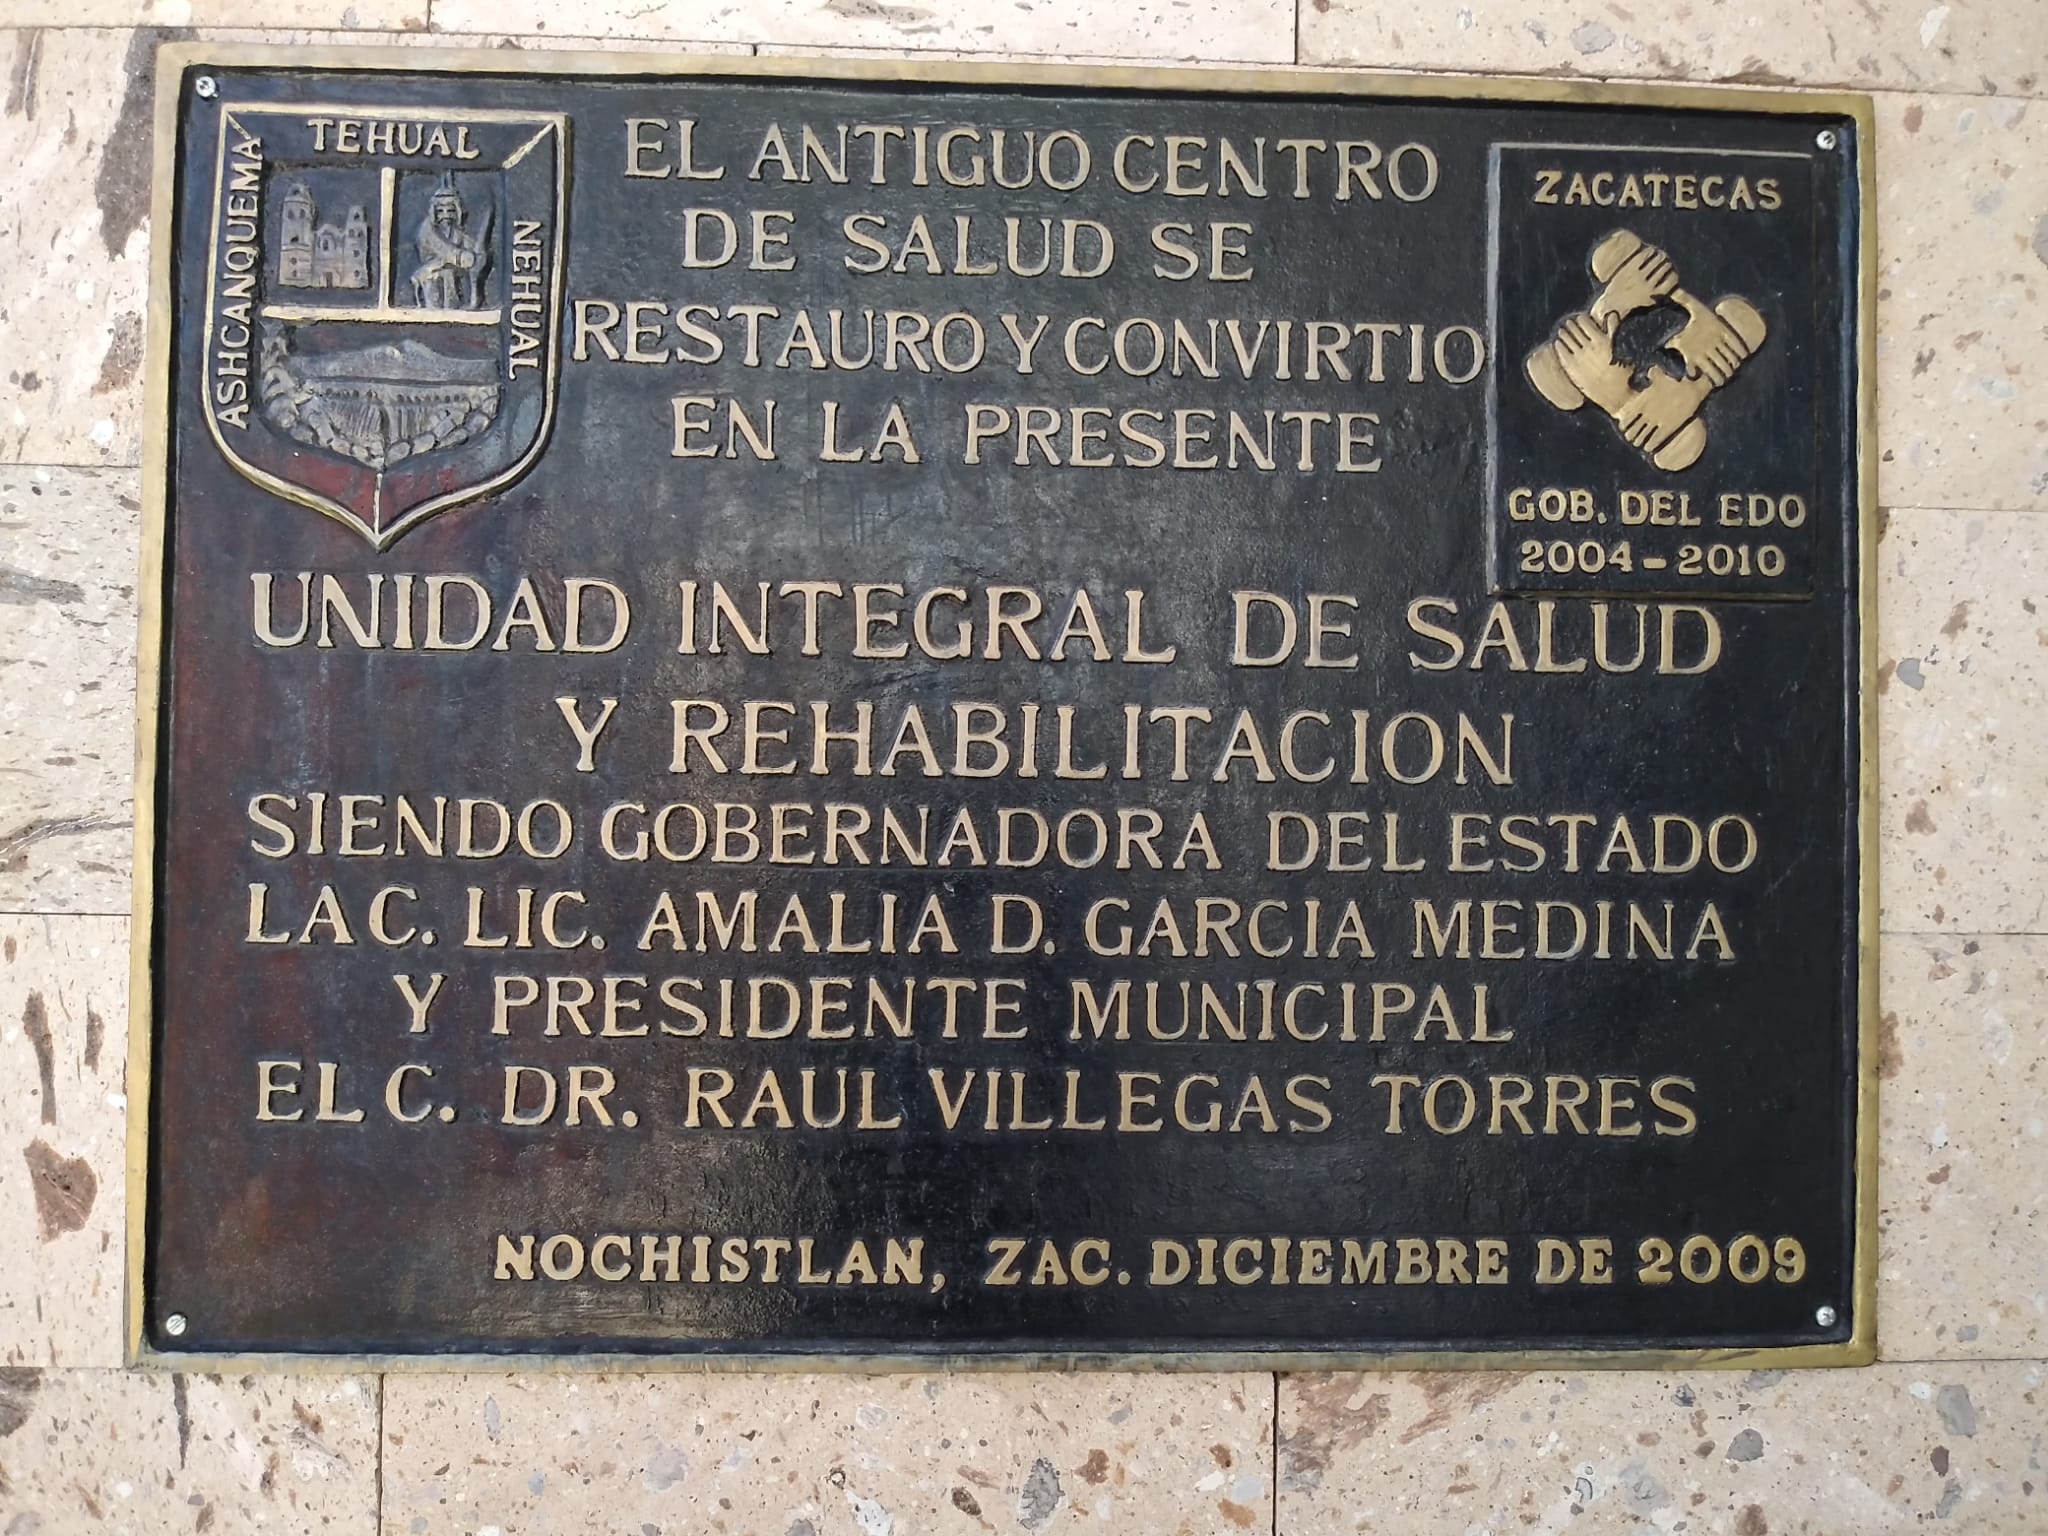 ASHCANQUEMA
TEHUAL
NEHUAL
EL ANTIGUO CENTRO
DE SALUD SE
RESTAURO Y CONVIRTIO
EN LA PRESENTE
ZACATECAS
GOB. DEL EDO
2004-2010
UNIDAD INTEGRAL DE SALUD
Y REHABILITACION
SIENDO GOBERNADORA DEL ESTADO
LA C. LIC. AMALIA D. GARCIA MEDINA
Y PRESIDENTE MUNICIPAL
EL C. DR. RAUL VILLEGAS TORRES
NOCHISTLAN, ZAC. DICIEMBRE DE 2009